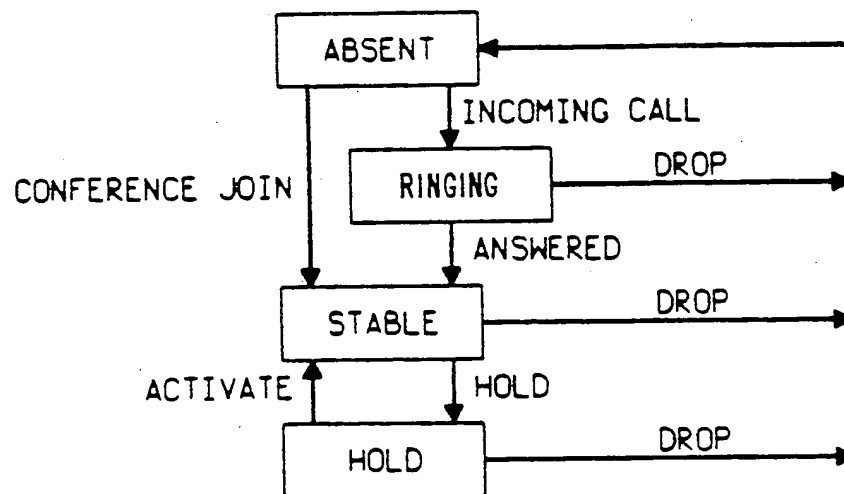 ABSENT
INCOMING CALL
RINGING
DROP
CONFERENCE JOIN
ANSWERED
STABLE
DROP
ACTIVATE
HOLD
HOLD
DROP